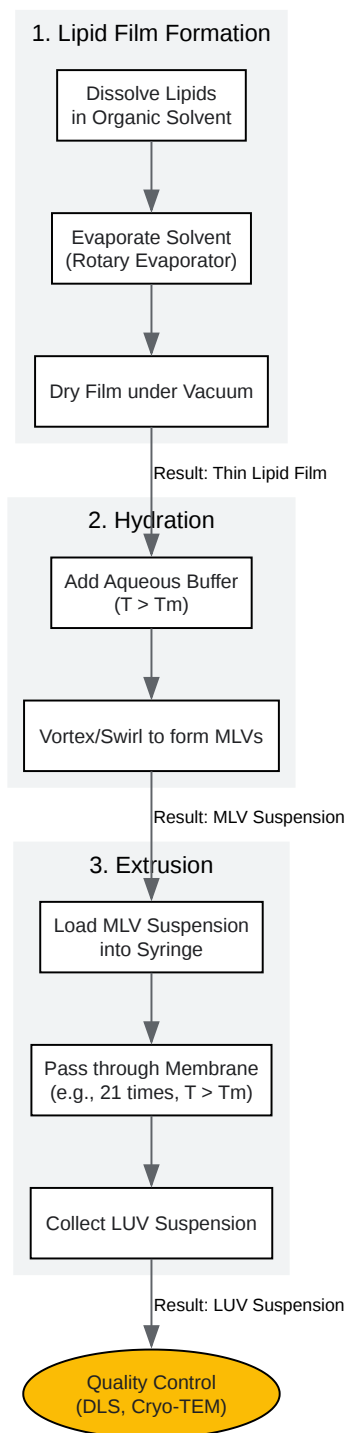 1. Lipid Film Formation
Dissolve Lipids
in Organic Solvent
Evaporate Solvent
(Rotary Evaporator)
Dry Film under Vacuum
Result: Thin Lipid Film
2. Hydration
Add Aqueous Buffer
(T > Tm)
Vortex/Swirl to form MLVs
Result: MLV Suspension
3. Extrusion
Load MLV Suspension
into Syringe
Pass through Membrane
(e.g., 21 times, T > Tm)
Collect LUV Suspension
Result: LUV Suspension
Quality Control
(DLS, Cryo-TEM)